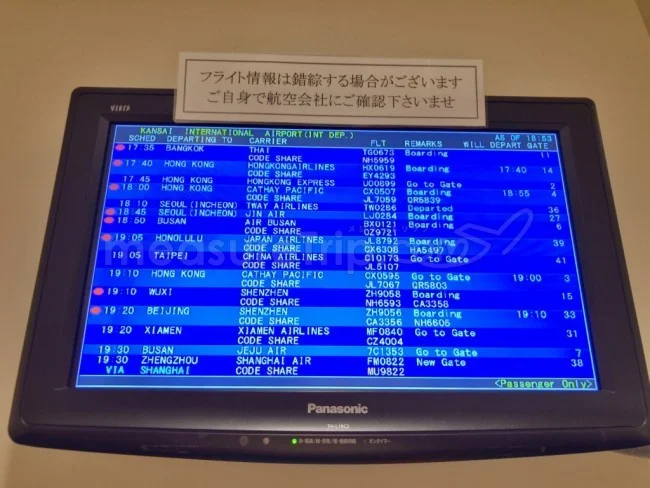 フライト情報は錯綜する場合がございます
ご自身で航空会社にご確認下さいませ
VIERA
KANSAI INTERNATIONAL AIRPORT(INT DEP.) AS OF 18:53
SCHED DEPARTING TO CARRIER FLT REMARKS WILL DEPART GATE
17:35 BANGKOK THAI TG0673 Boarding 11
CODE SHARE NH5959
17:40 HONG KONG HONGKONGAIRLINES HX0619 Boarding 17:40 14
CODE SHARE EY4293
17 45 HONG KONG HONGKONG EXPRESS UO0699 Go to Gate 2
18:00 HONG KONG CATHAY PACIFIC CX0507 Boarding 18:55 4
CODE SHARE JL7059 QR5839
18 10 SEOUL(INCHEON) TWAY AIRLINES TW0286 Departed 36
18:45 SEOUL(INCHEON) JIN AIR LJ0284 Boarding 27
18 50 BUSAN AIR BUSAN BX0121 Boarding 6
CODE SHARE OZ9721
19:05 HONOLULU JAPAN AIRLINES JL8792 Boarding 39
CODE SHARE GX6308 HA5497
19 05 TAIPEI CHINA AIRLINES CI0173 Go to Gate 41
CODE SHARE JL5107
19:10 HONG KONG CATHAY PACIFIC CX0595 Go to Gate 19:00 3
CODE SHARE JL7067 QR5803
19:10 WUXI SHENZHEN ZH9058 Boarding 15
CODE SHARE NH6593 CA3358
19:20 BEIJING SHENZHEN ZH9056 Boarding 19:10 33
CODE SHARE CA3356 NH6605
19 20 XIAMEN XIAMEN AIRLINES MF0840 Go to Gate 31
CODE SHARE CZ4004
19:30 BUSAN JEJU AIR 7C1353 Go to Gate 7
19 30 ZHENGZHOU SHANGHAI AIR FM0822 New Gate 38
VIA SHANGHAI CODE SHARE MU9822
<Passenger Only>
measurTrip
Panasonic